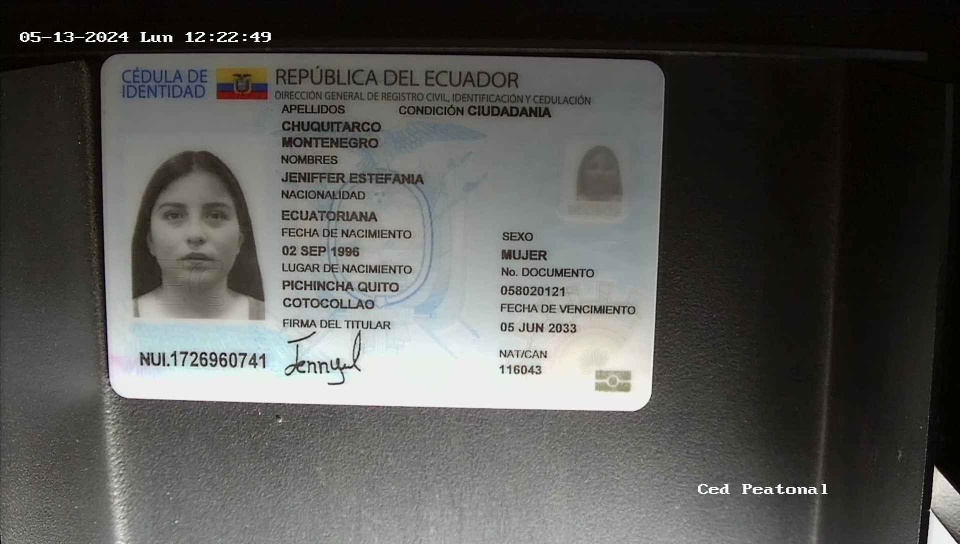 05-13-2024 Lun 12:22:49
CÉDULA DE
IDENTIDAD
REPÚBLICA DEL ECUADOR
DIRECCIÓN GENERAL DE REGISTRO CIVIL, IDENTIFICACIÓN Y CEDULACIÓN
APELLIDOS CONDICIÓN CIUDADANIA
CHUQUITARCO
MONTENEGRO
NOMBRES
JENIFFER ESTEFANIA
NACIONALIDAD
ECUATORIANA
FECHA DE NACIMIENTO
02 SEP 1996
LUGAR DE NACIMIENTO
PICHINCHA QUITO
COTOCOLLAO
FIRMA DEL TITULAR
SEXO
MUJER
No. DOCUMENTO
058020121
FECHA DE VENCIMIENTO
05 JUN 2033
NAT/CAN
116043
NUI.1726960741
Ced Peatonal